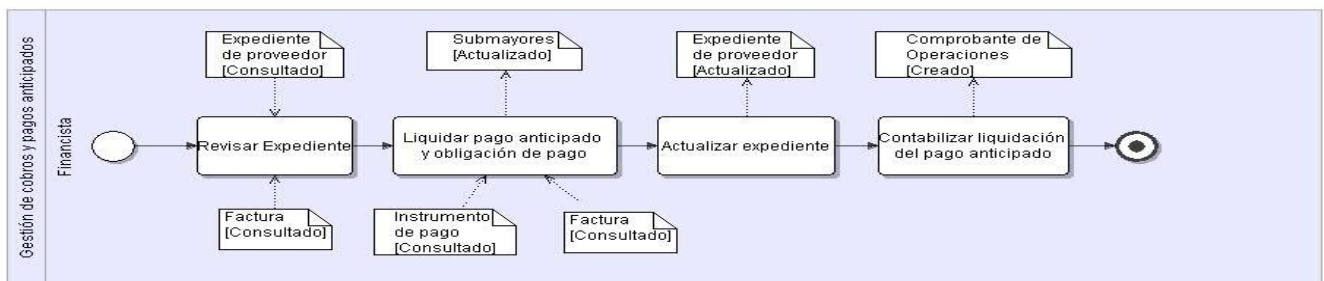 Gestión de cobros y pagos anticipados
Financista
Expediente
de proveedor
[Consultado]
Submayores
[Actualizado]
Expediente
de proveedor
[Actualizado]
Comprobante de
Operaciones
[Creado]
Revisar Expediente
Liquidar pago anticipado
y obligación de pago
Actualizar expediente
Contabilizar liquidación
del pago anticipado
Factura
[Consultado]
Instrumento
de pago
[Consultado]
Factura
[Consultado]